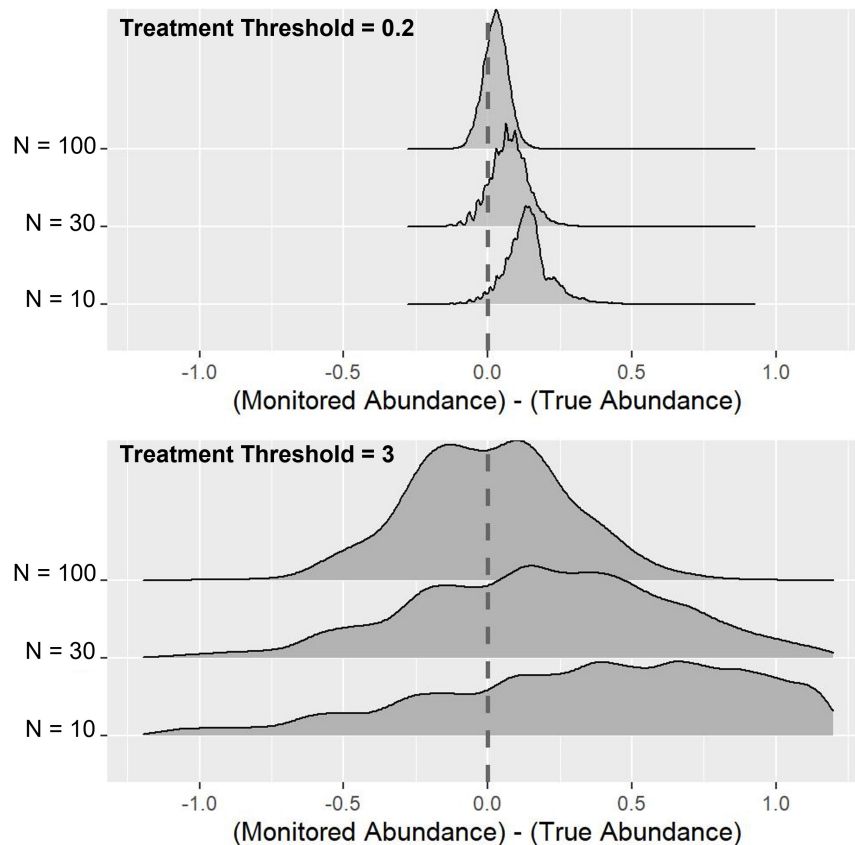 Treatment Threshold = 0.2
N = 100
N = 30
N = 10
-1.0 -0.5 0.0 0.5 1.0
(Monitored Abundance) - (True Abundance)
Treatment Threshold = 3
N = 100
N = 30
N = 10
-1.0 -0.5 0.0 0.5 1.0
(Monitored Abundance) - (True Abundance)